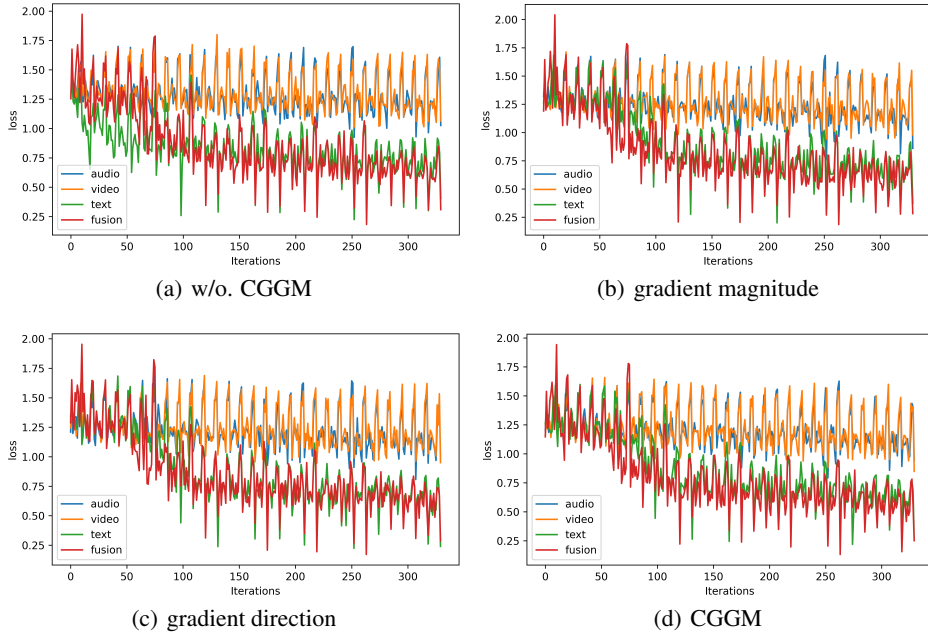 2.00
1.75
1.50
1.25
1.00
0.75
0.50
0.25
loss
audio
video
text
fusion
0 50 100 150 200 250 300
Iterations
(a) w/o. CGGM
2.00
1.75
1.50
1.25
1.00
0.75
0.50
0.25
loss
audio
video
text
fusion
0 50 100 150 200 250 300
Iterations
(b) gradient magnitude
2.00
1.75
1.50
1.25
1.00
0.75
0.50
0.25
loss
audio
video
text
fusion
0 50 100 150 200 250 300
Iterations
(c) gradient direction
2.00
1.75
1.50
1.25
1.00
0.75
0.50
0.25
loss
audio
video
text
fusion
0 50 100 150 200 250 300
Iterations
(d) CGGM